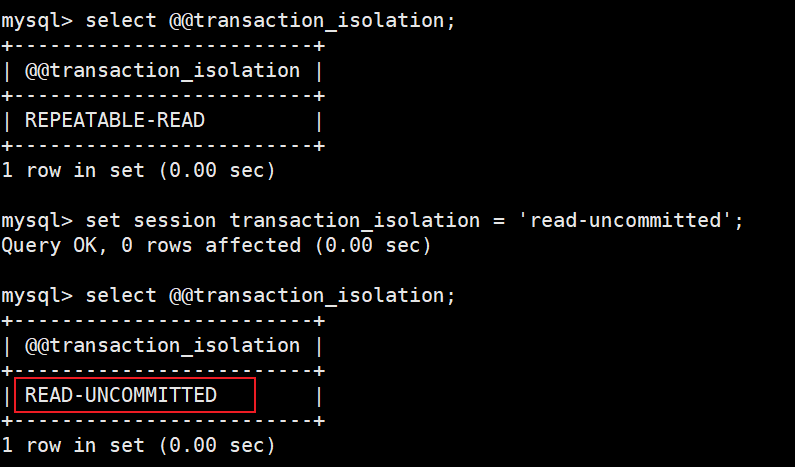 mysql> select @@transaction_isolation;
+-------------------------+
| @@transaction_isolation |
+-------------------------+
| REPEATABLE-READ         |
+-------------------------+
1 row in set (0.00 sec)

mysql> set session transaction_isolation = 'read-uncommitted';
Query OK, 0 rows affected (0.00 sec)

mysql> select @@transaction_isolation;
+-------------------------+
| @@transaction_isolation |
+-------------------------+
| READ-UNCOMMITTED        |
+-------------------------+
1 row in set (0.00 sec)